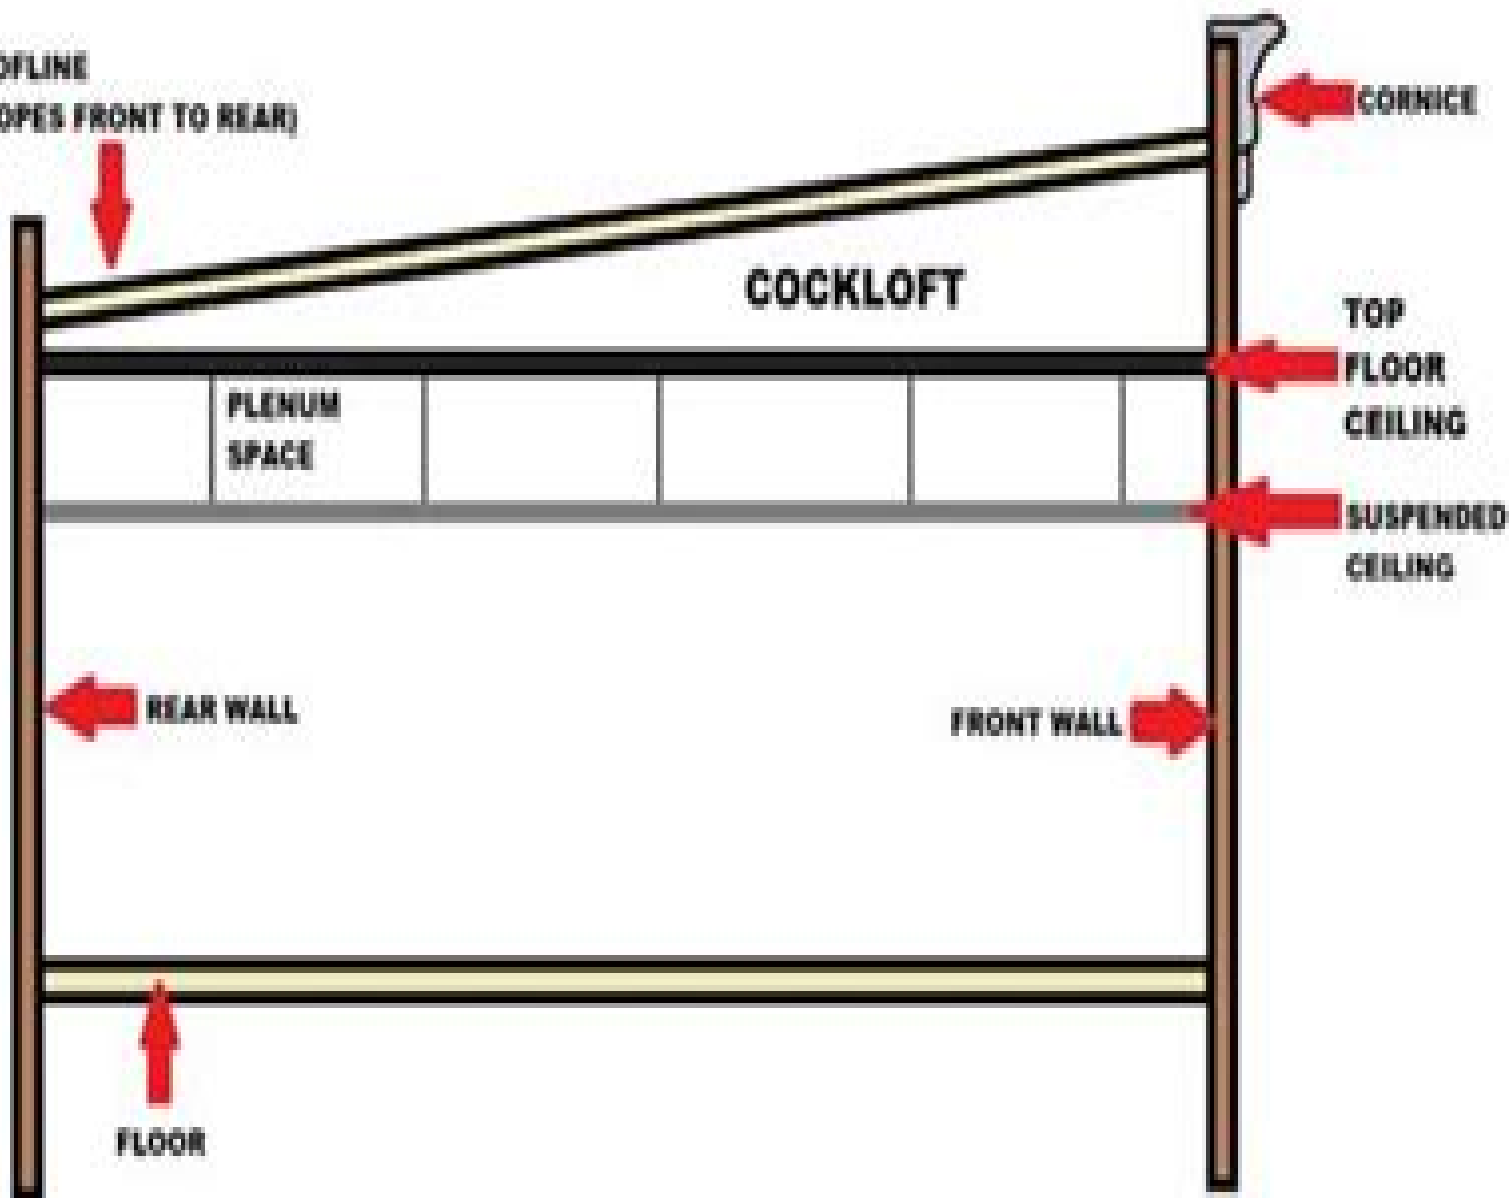 OFLINE
OPES FRONT TO REAR)
CORNICE
COCKLOFT
TOP
FLOOR
CEILING
PLENUM
SPACE
SUSPENDED
CEILING
REAR WALL
FRONT WALL
FLOOR